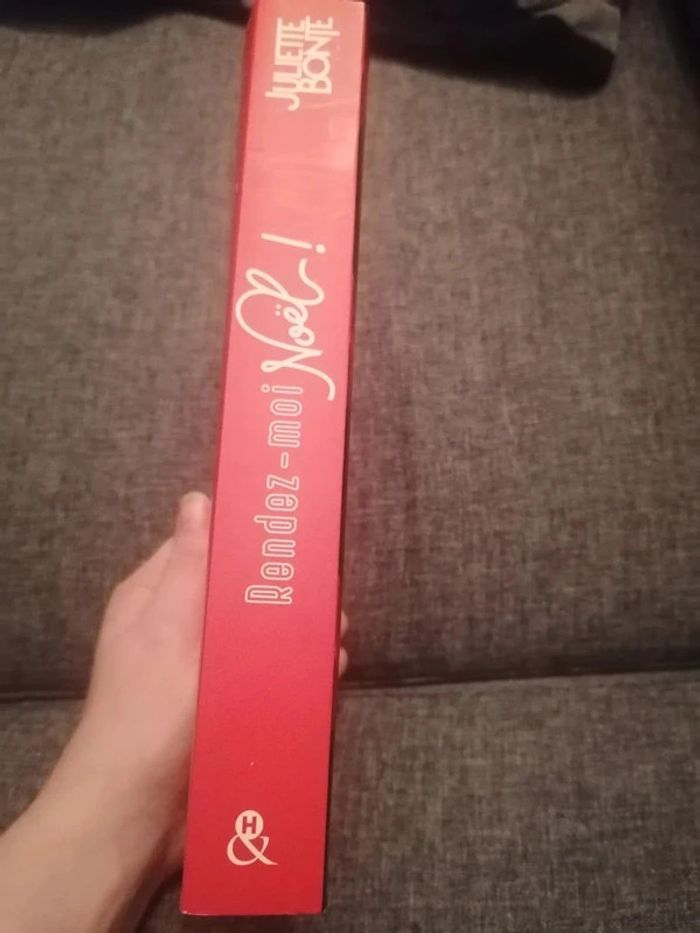 JULIETTE
BONTE
Rendez-moi Noël !
&H